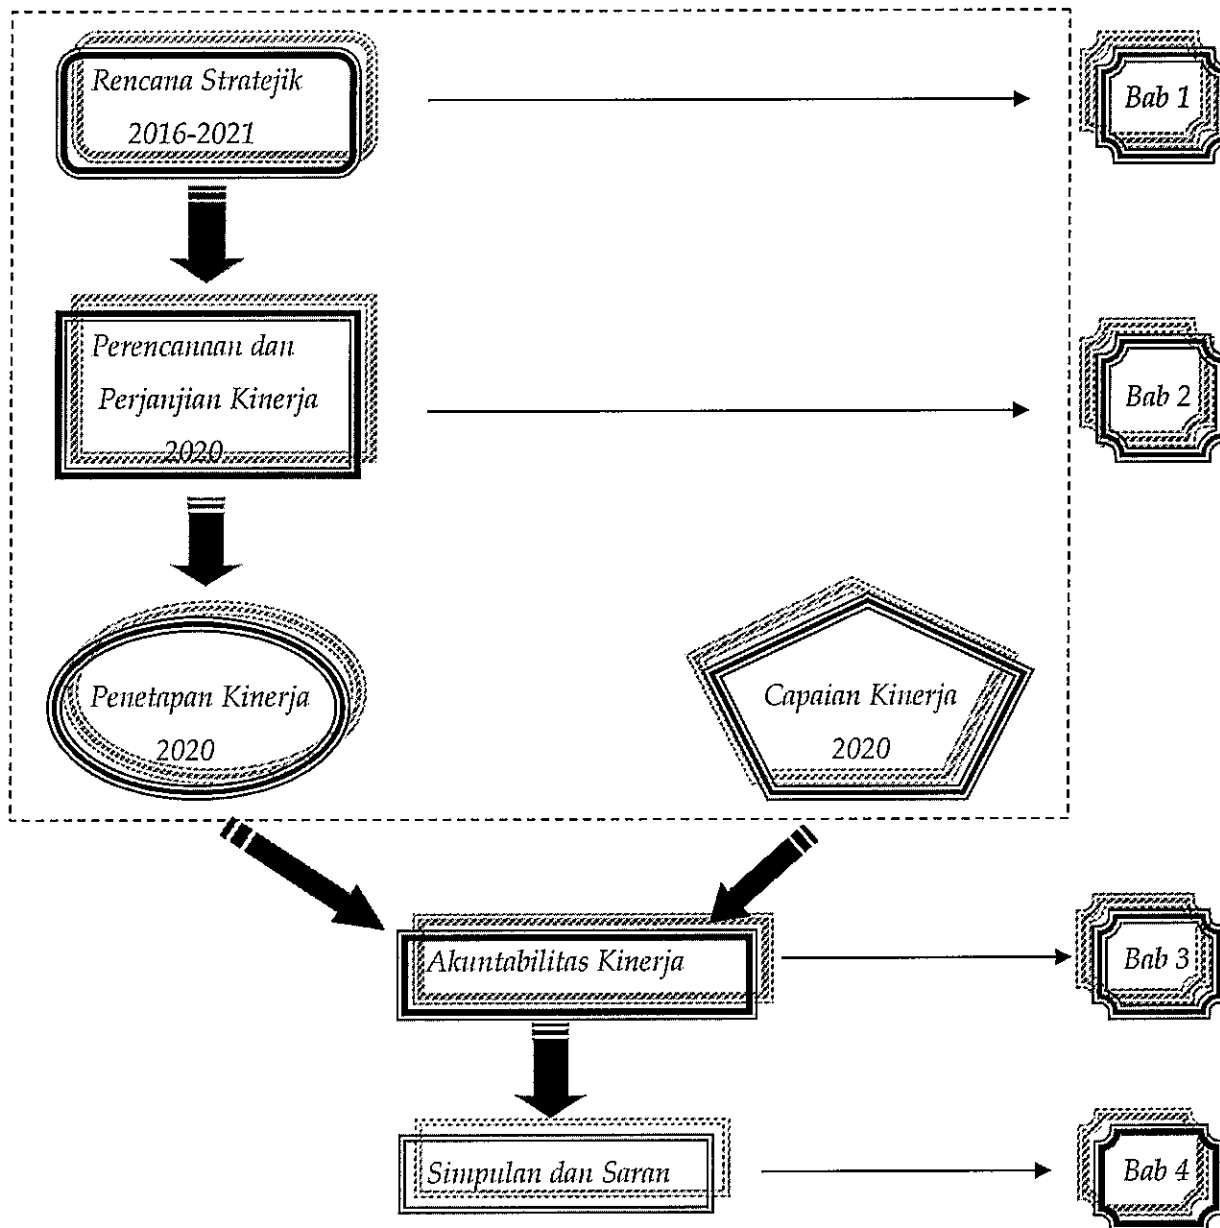 Rencana Stratejik
2016-2021
Bab 1
Perencanaan dan
Perjanjian Kinerja
2020
Bab 2
Penetapan Kinerja
2020
Capaian Kinerja
2020
Akuntabilitas Kinerja
Bab 3
Simpulan dan Saran
Bab 4